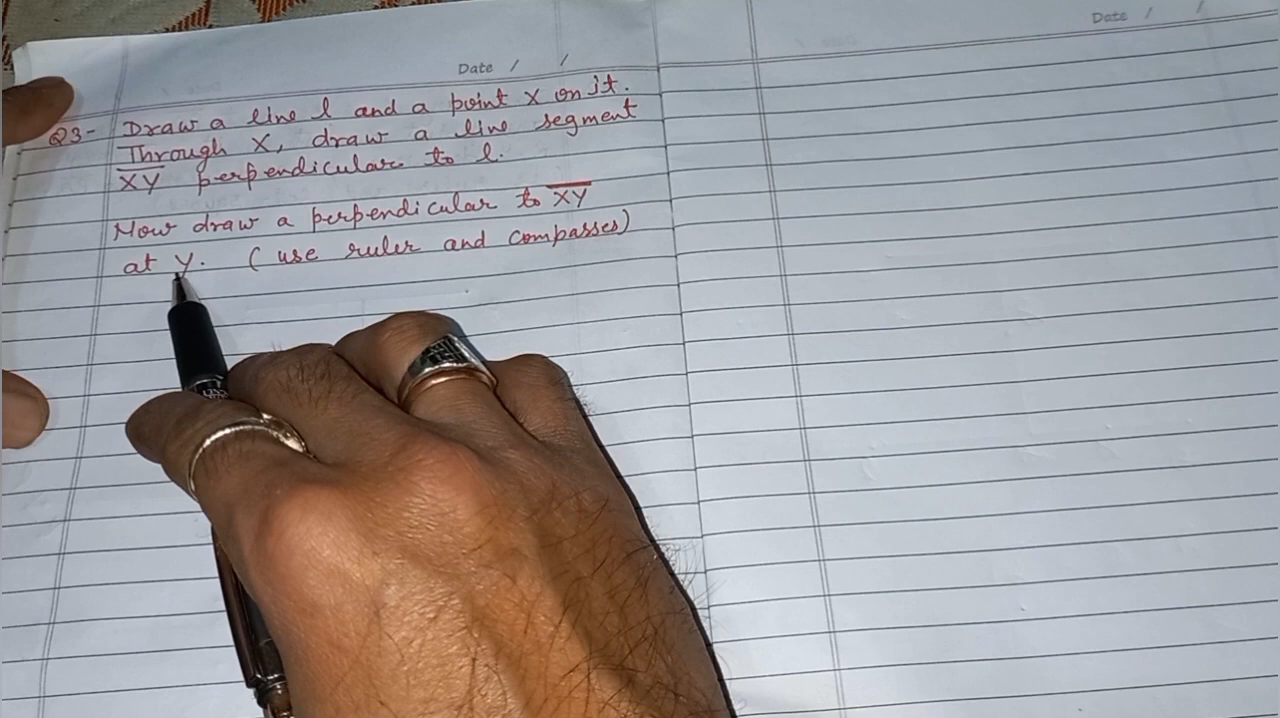 Date / /
Date / /
Q3- Draw a line l and a point X on it.
Through X, draw a line segment
XY perpendicular to l.
Now draw a perpendicular to XY
at Y. (use ruler and compasses)